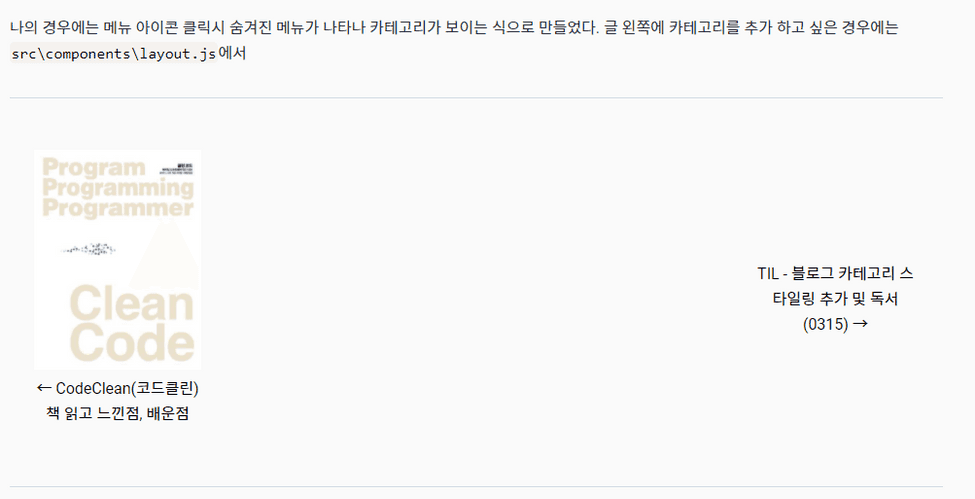 나의 경우에는 메뉴 아이콘 클릭시 숨겨진 메뉴가 나타나 카테고리가 보이는 식으로 만들었다. 글 왼쪽에 카테고리를 추가 하고 싶은 경우에는
src\components\layout.js에서
Program
Programming
Programmer
Clean
Code
← CodeClean(코드클린)
책 읽고 느낀점, 배운점
TIL - 블로그 카테고리 스
타일링 추가 및 독서
(0315) →